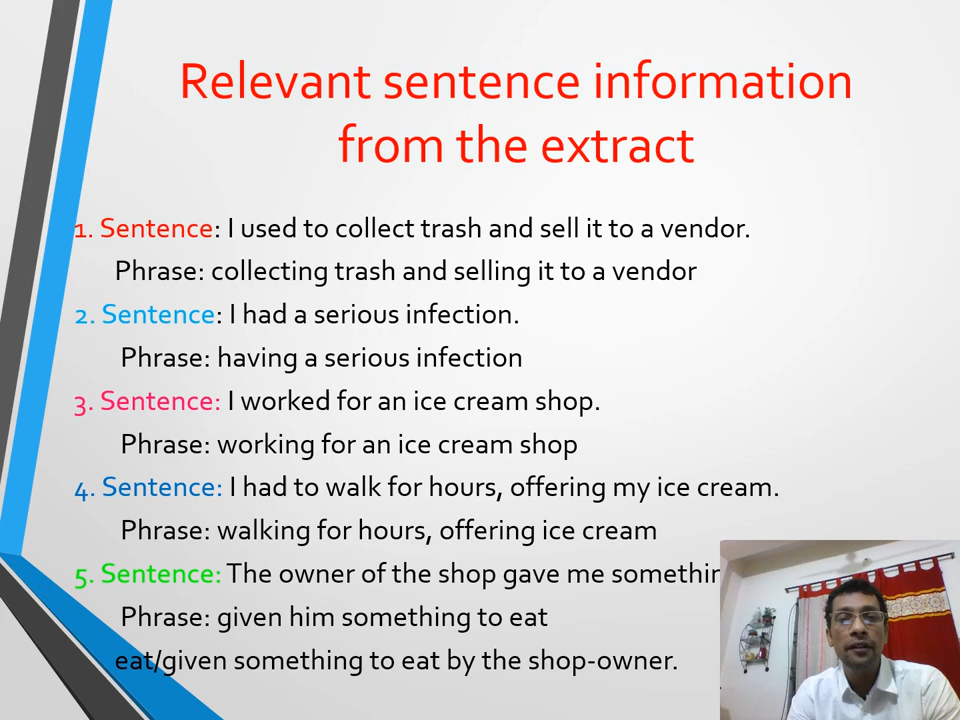 Relevant sentence information
from the extract
1. Sentence: I used to collect trash and sell it to a vendor.
Phrase: collecting trash and selling it to a vendor
2. Sentence: I had a serious infection.
Phrase: having a serious infection
3. Sentence: I worked for an ice cream shop.
Phrase: working for an ice cream shop
4. Sentence: I had to walk for hours, offering my ice cream.
Phrase: walking for hours, offering ice cream
5. Sentence: The owner of the shop gave me
Phrase: given him something to eat
eat/given something to eat by the shop-owner.